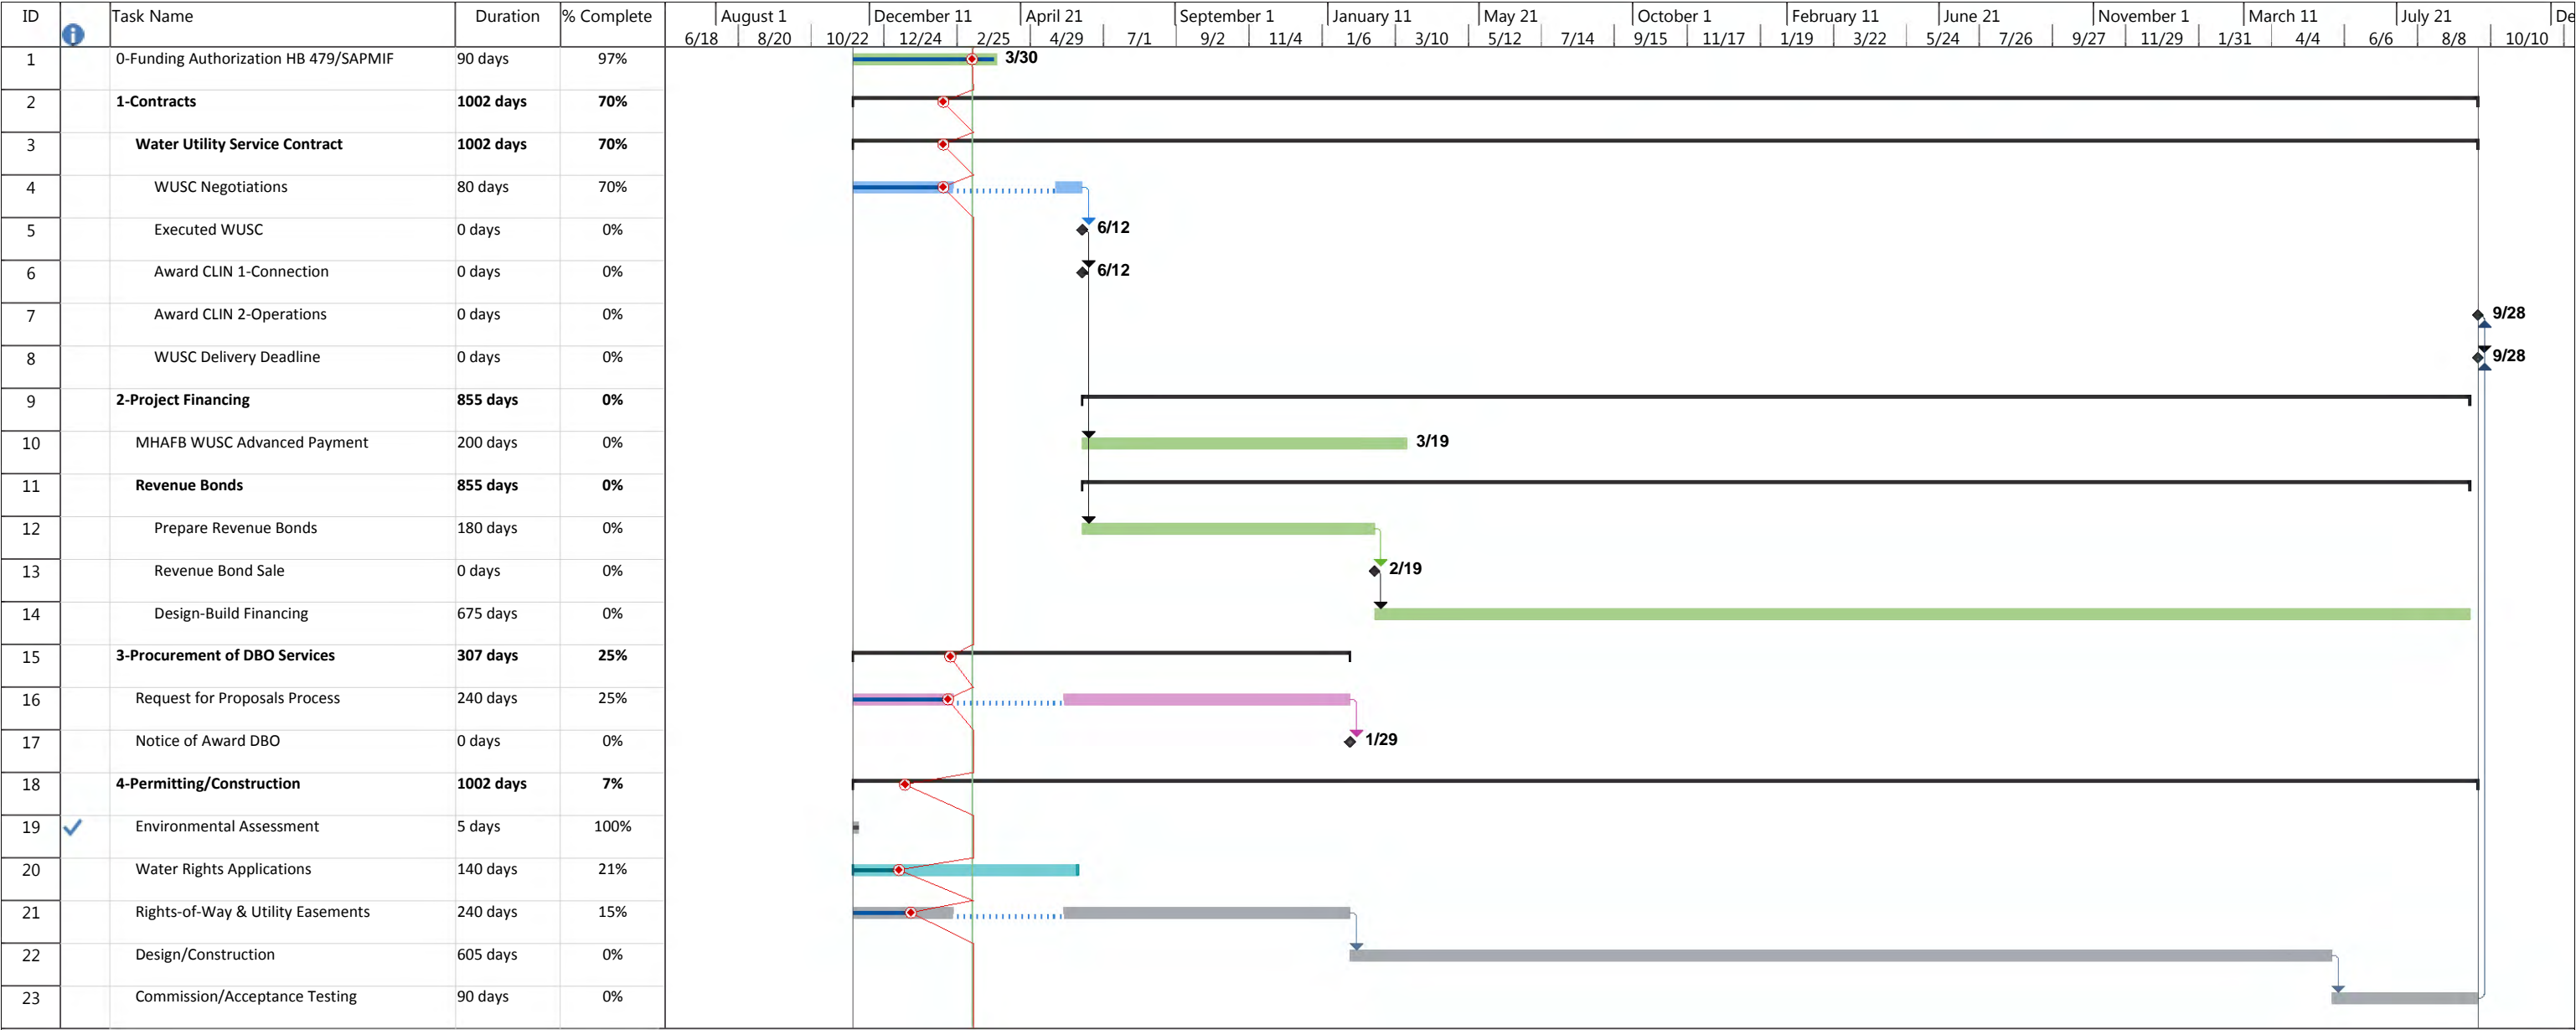 ID Task Name Duration % Complete August 1 December 11 April 21 September 1 January 11 May 21 October 1 February 11 June 21 November 1 March 11 July 21 De
6/18 8/20 10/22 12/24 2/25 4/29 7/1 9/2 11/4 1/6 3/10 5/12 7/14 9/15 11/17 1/19 3/22 5/24 7/26 9/27 11/29 1/31 4/4 6/6 8/8 10/10
1 0-Funding Authorization HB 479/SAPMIF 90 days 97% 3/30
2 1-Contracts 1002 days 70%
3 Water Utility Service Contract 1002 days 70%
4 WUSC Negotiations 80 days 70%
5 Executed WUSC 0 days 0% 6/12
6 Award CLIN 1-Connection 0 days 0% 6/12
7 Award CLIN 2-Operations 0 days 0% 9/28
8 WUSC Delivery Deadline 0 days 0% 9/28
9 2-Project Financing 855 days 0%
10 MHAFB WUSC Advanced Payment 200 days 0% 3/19
11 Revenue Bonds 855 days 0%
12 Prepare Revenue Bonds 180 days 0%
13 Revenue Bond Sale 0 days 0% 2/19
14 Design-Build Financing 675 days 0%
15 3-Procurement of DBO Services 307 days 25%
16 Request for Proposals Process 240 days 25%
17 Notice of Award DBO 0 days 0% 1/29
18 4-Permitting/Construction 1002 days 7%
19 Environmental Assessment 5 days 100%
20 Water Rights Applications 140 days 21%
21 Rights-of-Way & Utility Easements 240 days 15%
22 Design/Construction 605 days 0%
23 Commission/Acceptance Testing 90 days 0%